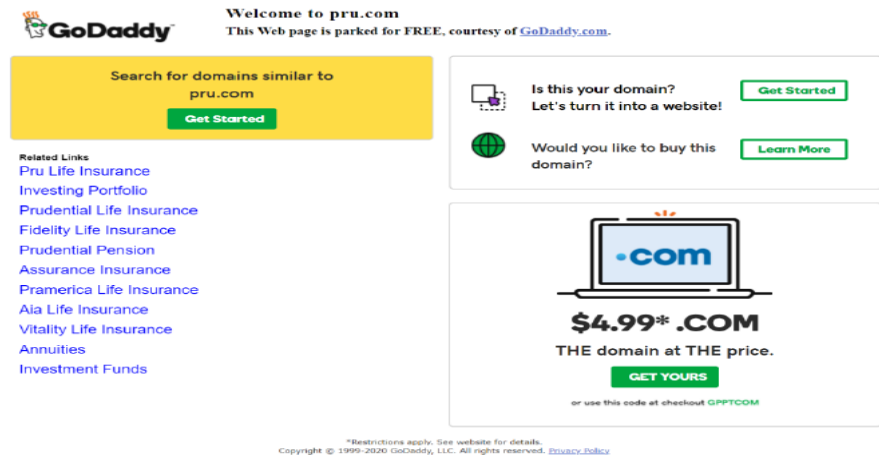 GoDaddy
Welcome to pru.com
This Web page is parked for FREE, courtesy of GoDaddy.com.
Search for domains similar to
pru.com
Get Started
Related Links
Pru Life Insurance
Investing Portfolio
Prudential Life Insurance
Fidelity Life Insurance
Prudential Pension
Assurance Insurance
Pramerica Life Insurance
Aia Life Insurance
Vitality Life Insurance
Annuities
Investment Funds
Is this your domain?
Let's turn it into a website!
Get Started
Would you like to buy this
domain?
Learn More
.com
$4.99* .COM
THE domain at THE price.
GET YOURS
or use this code at checkout GPPTCOM
*Restrictions apply. See website for details.
Copyright © 1999-2020 GoDaddy, LLC. All rights reserved. Privacy Policy